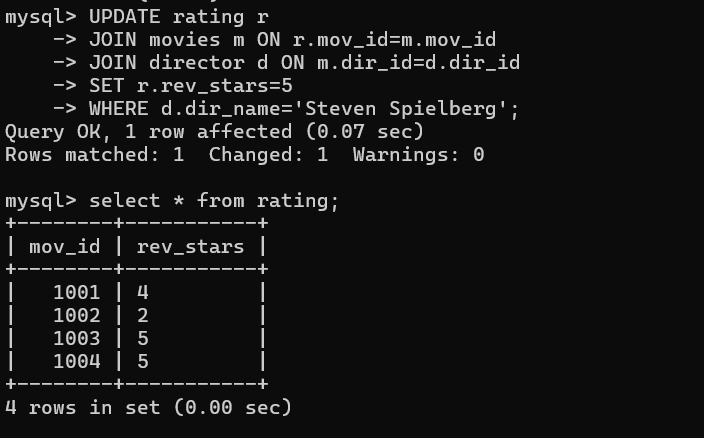 mysql> UPDATE rating r
    -> JOIN movies m ON r.mov_id=m.mov_id
    -> JOIN director d ON m.dir_id=d.dir_id
    -> SET r.rev_stars=5
    -> WHERE d.dir_name='Steven Spielberg';
Query OK, 1 row affected (0.07 sec)
Rows matched: 1  Changed: 1  Warnings: 0

mysql> select * from rating;
+--------+-----------+
| mov_id | rev_stars |
+--------+-----------+
|   1001 | 4         |
|   1002 | 2         |
|   1003 | 5         |
|   1004 | 5         |
+--------+-----------+
4 rows in set (0.00 sec)